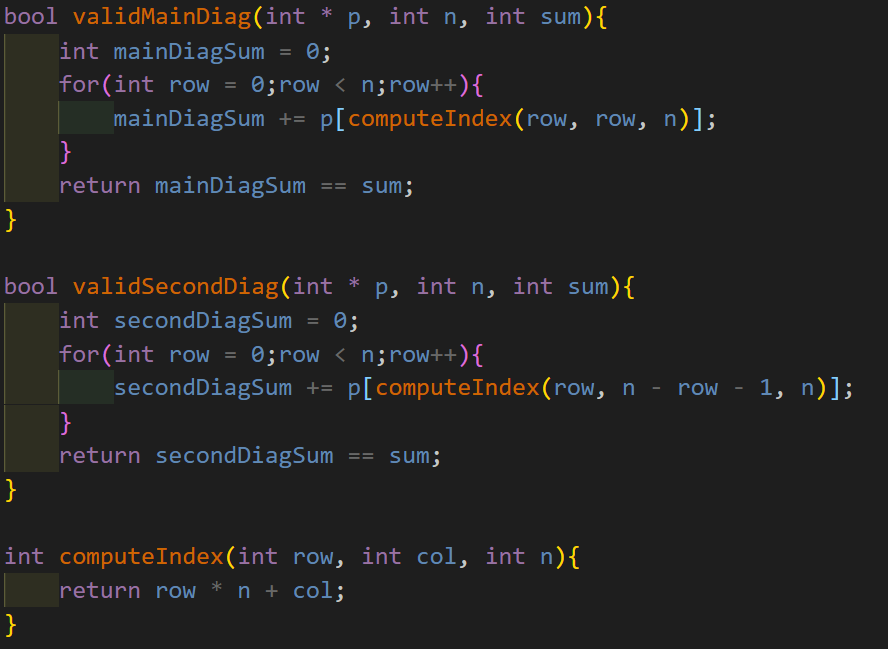 bool validMainDiag(int * p, int n, int sum){
int mainDiagSum = 0;
for(int row = 0;row < n;row++){
mainDiagSum += p[computeIndex(row, row, n)];
}
return mainDiagSum == sum;
}
bool validSecondDiag(int * p, int n, int sum){
int secondDiagSum = 0;
for(int row = 0;row < n;row++){
secondDiagSum += p[computeIndex(row, n - row - 1, n)];
}
return secondDiagSum == sum;
}
int computeIndex(int row, int col, int n){
return row * n + col;
}